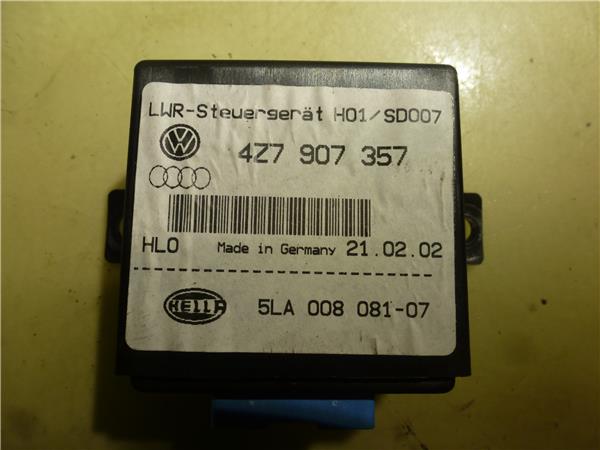 LWR-Steuergerät H01/SD007
4Z7 907 357
HLO Made in Germany 21.02.02
HELLA 5LA 008 081-07